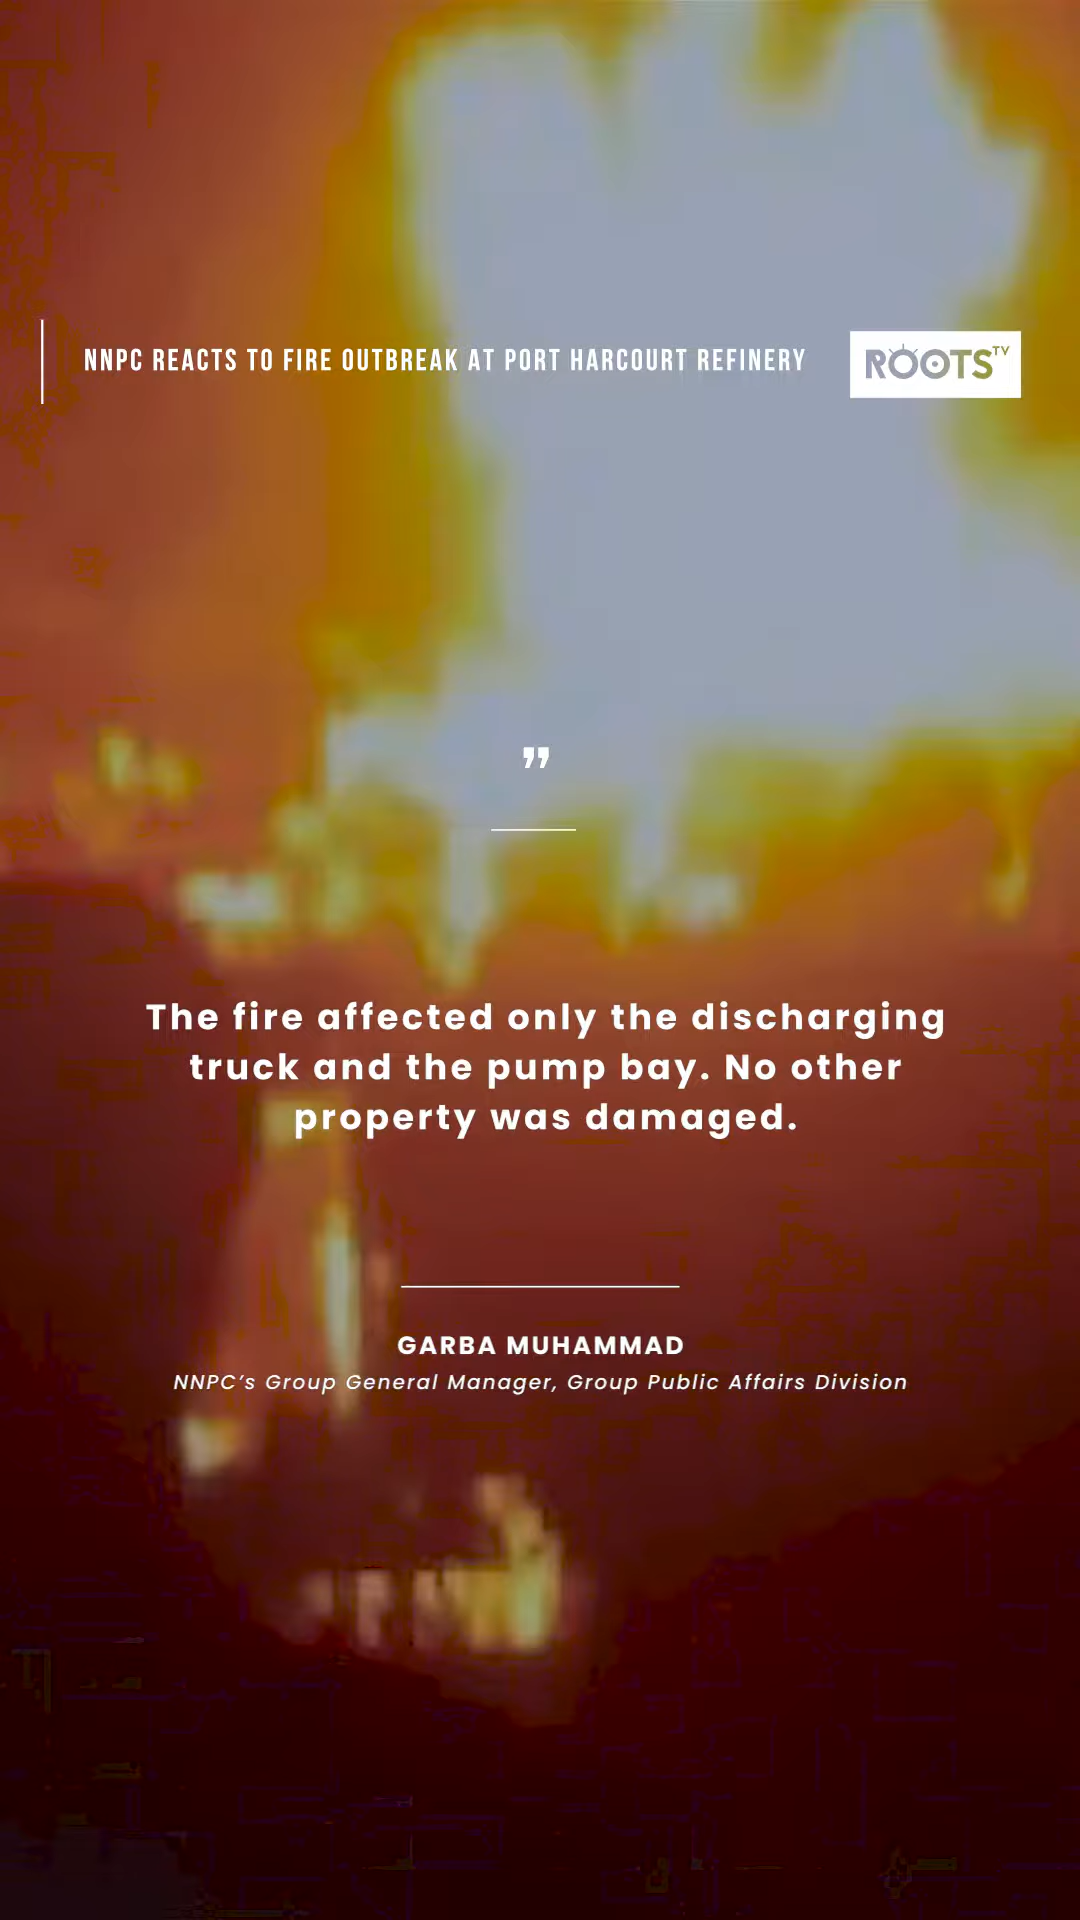 NNPC REACTS TO FIRE OUTBREAK AT PORT HARCOURT REFINERY
ROOTS TV
”
The fire affected only the discharging
truck and the pump bay. No other
property was damaged.
GARBA MUHAMMAD
NNPC’s Group General Manager, Group Public Affairs Division